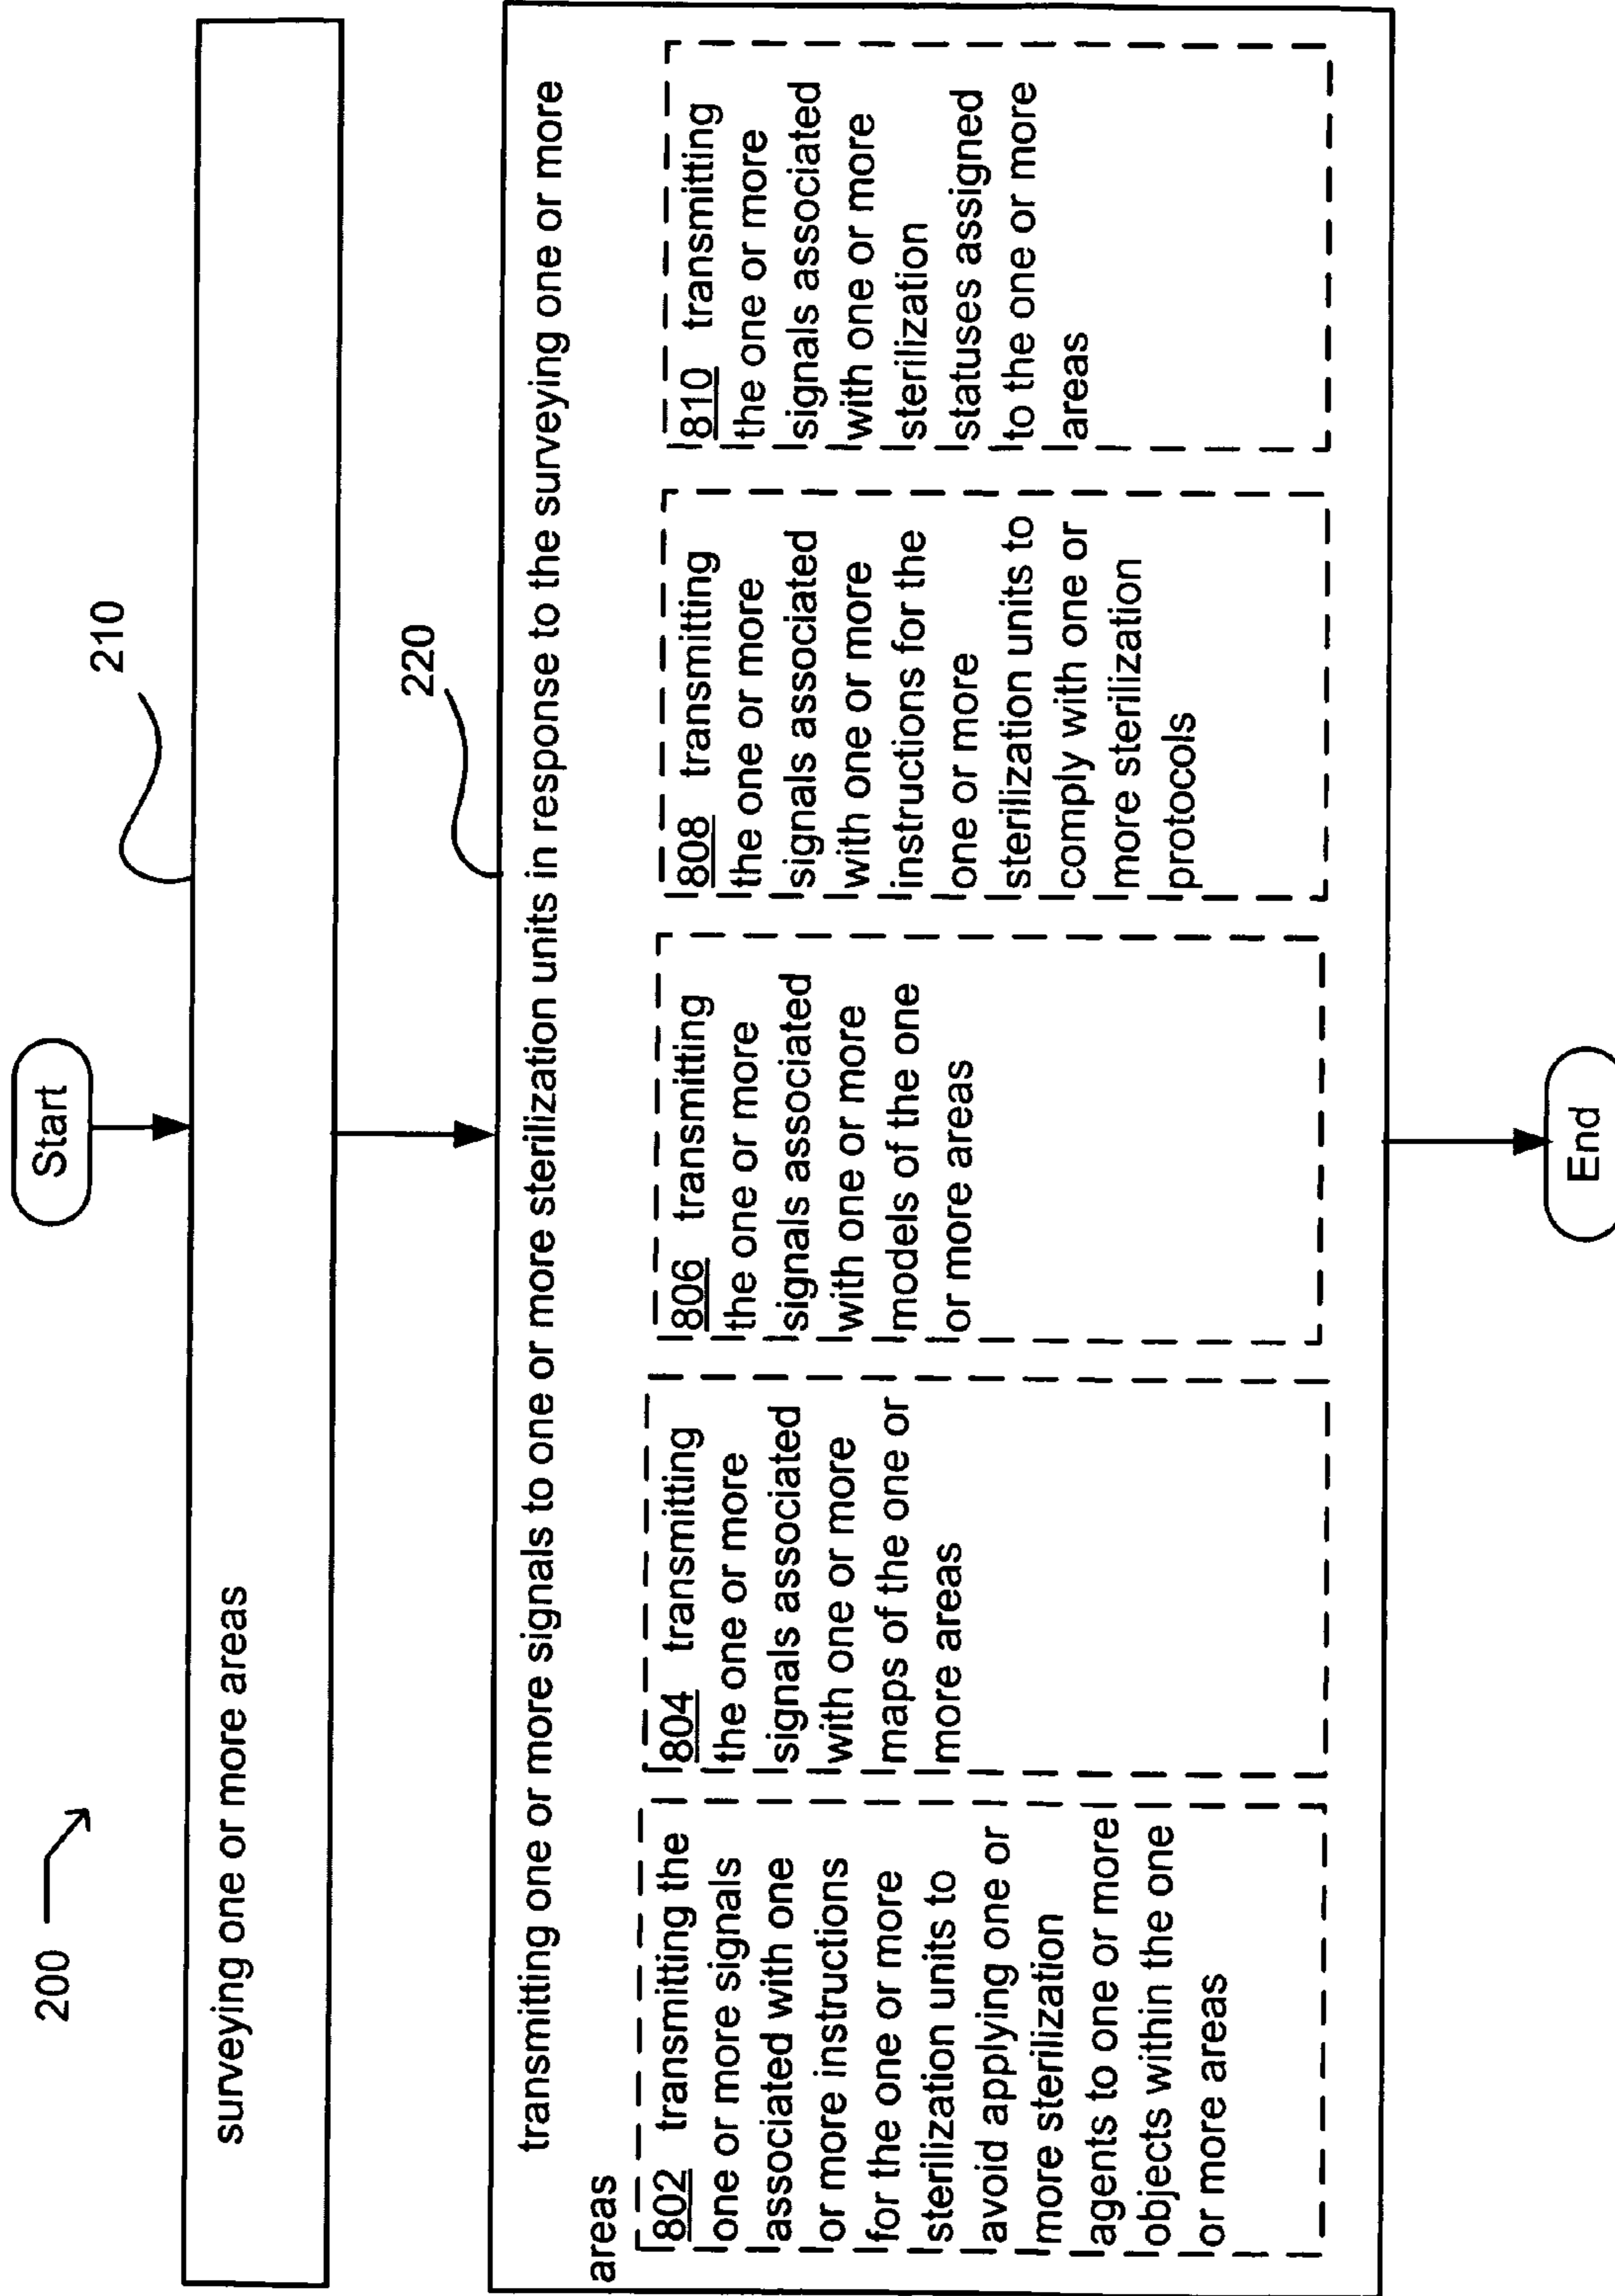 200
Start
210
surveying one or more areas
220
transmitting one or more signals to one or more sterilization units in response to the surveying one or more
areas
802 transmitting the
one or more signals
associated with one
or more instructions
for the one or more
sterilization units to
avoid applying one or
more sterilization
agents to one or more
objects within the one
or more areas
804 transmitting
the one or more
signals associated
with one or more
maps of the one or
more areas
806 transmitting
the one or more
signals associated
with one or more
models of the one
or more areas
808 transmitting
the one or more
signals associated
with one or more
instructions for the
one or more
sterilization units to
comply with one or
more sterilization
protocols
810 transmitting
the one or more
signals associated
with one or more
sterilization
statuses assigned
to the one or more
areas
End